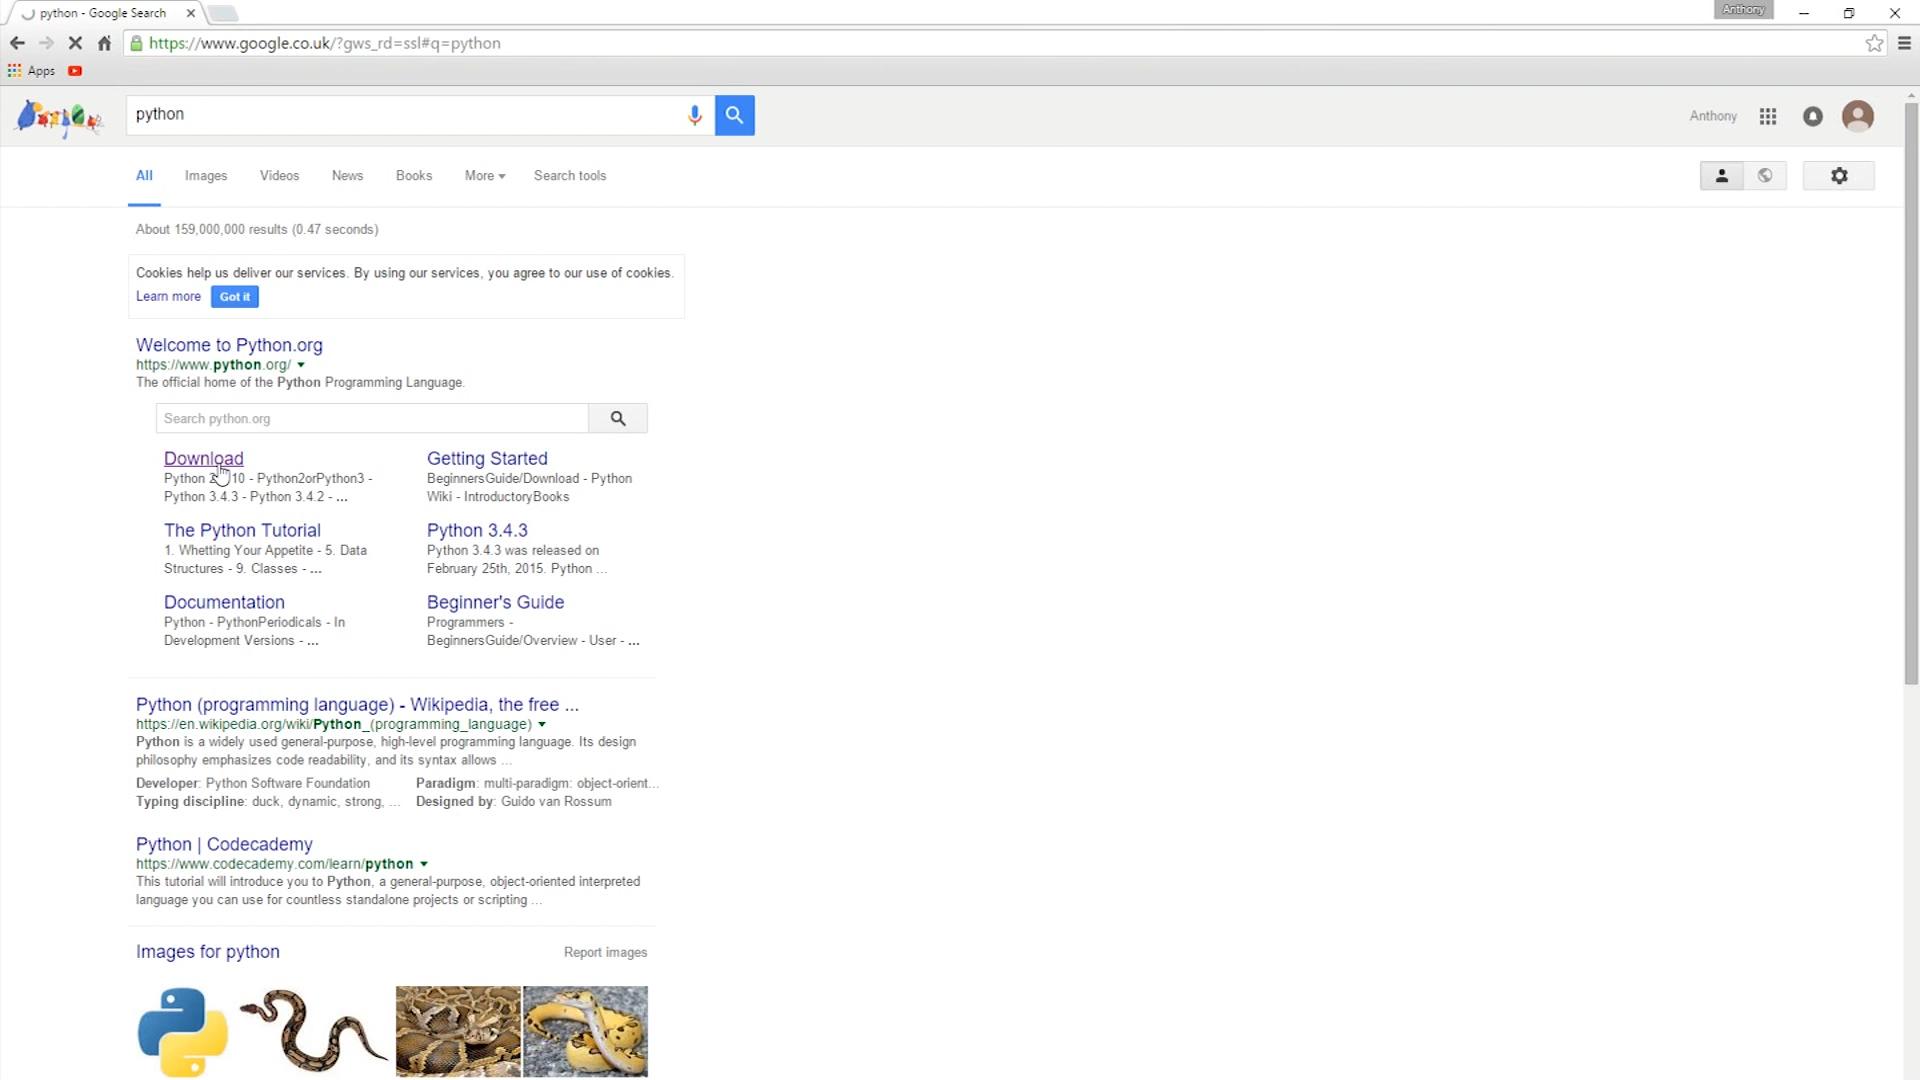 python - Google Search
Anthony
https://www.google.co.uk/?gws_rd=ssl#q=python
Apps
python
Anthony
All Images Videos News Books More Search tools
About 159,000,000 results (0.47 seconds)
Cookies help us deliver our services. By using our services, you agree to our use of cookies.
Learn more Got it
Welcome to Python.org
https://www.python.org/
The official home of the Python Programming Language.
Search python.org
Download
Python 2 10 - Python2orPython3 -
Python 3.4.3 - Python 3.4.2 - ...
Getting Started
BeginnersGuide/Download - Python
Wiki - IntroductoryBooks
The Python Tutorial
1. Whetting Your Appetite - 5. Data
Structures - 9. Classes - ...
Python 3.4.3
Python 3.4.3 was released on
February 25th, 2015. Python ...
Documentation
Python - PythonPeriodicals - In
Development Versions - ...
Beginner's Guide
Programmers -
BeginnersGuide/Overview - User - ...
Python (programming language) - Wikipedia, the free ...
https://en.wikipedia.org/wiki/Python_(programming_language)
Python is a widely used general-purpose, high-level programming language. Its design
philosophy emphasizes code readability, and its syntax allows ...
Developer: Python Software Foundation Paradigm: multi-paradigm: object-orient...
Typing discipline: duck, dynamic, strong, ... Designed by: Guido van Rossum
Python | Codecademy
https://www.codecademy.com/learn/python
This tutorial will introduce you to Python, a general-purpose, object-oriented interpreted
language you can use for countless standalone projects or scripting ...
Images for python Report images